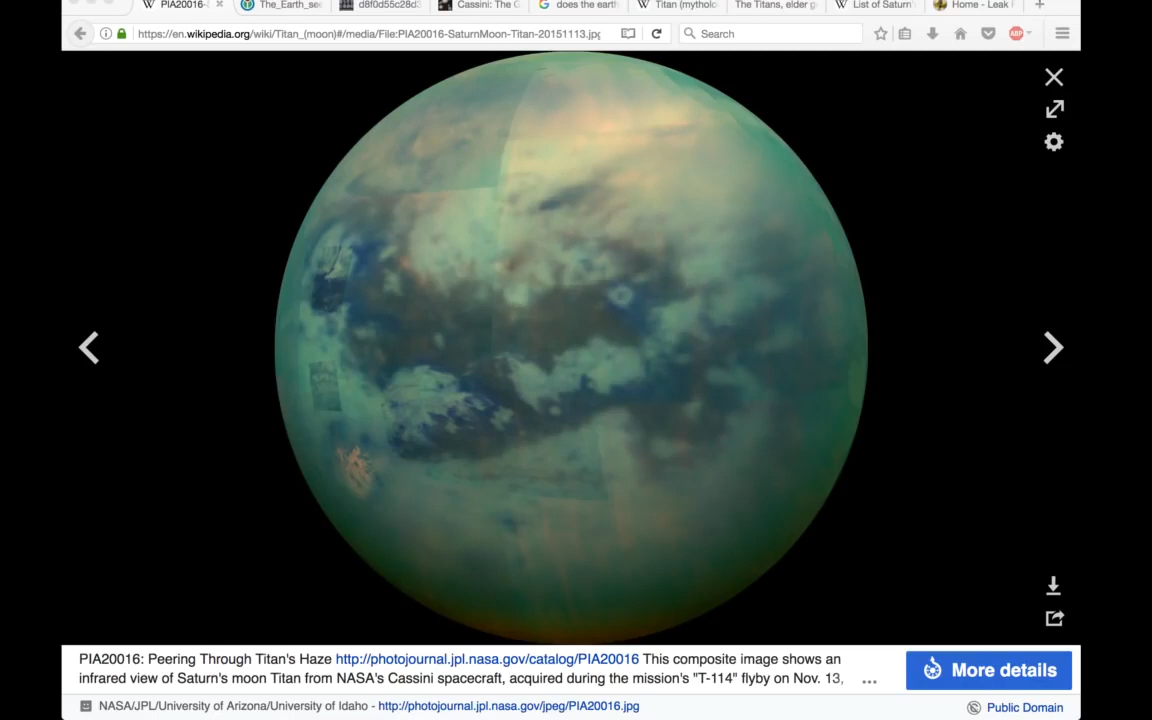 PIA20016-
The_Earth_see
d8f0d55c28d
Cassini: The G
does the earth
Titan (mytholo
The Titans, elder g
List of Saturn'
Home - Leak
https://en.wikipedia.org/wiki/Titan_(moon)#/media/File:PIA20016-SaturnMoon-Titan-20151113.jpg
Search
ABP
PIA20016: Peering Through Titan's Haze http://photojournal.jpl.nasa.gov/catalog/PIA20016 This composite image shows an
infrared view of Saturn's moon Titan from NASA's Cassini spacecraft, acquired during the mission's "T-114" flyby on Nov. 13, ...
More details
NASA/JPL/University of Arizona/University of Idaho - http://photojournal.jpl.nasa.gov/jpeg/PIA20016.jpg
Public Domain